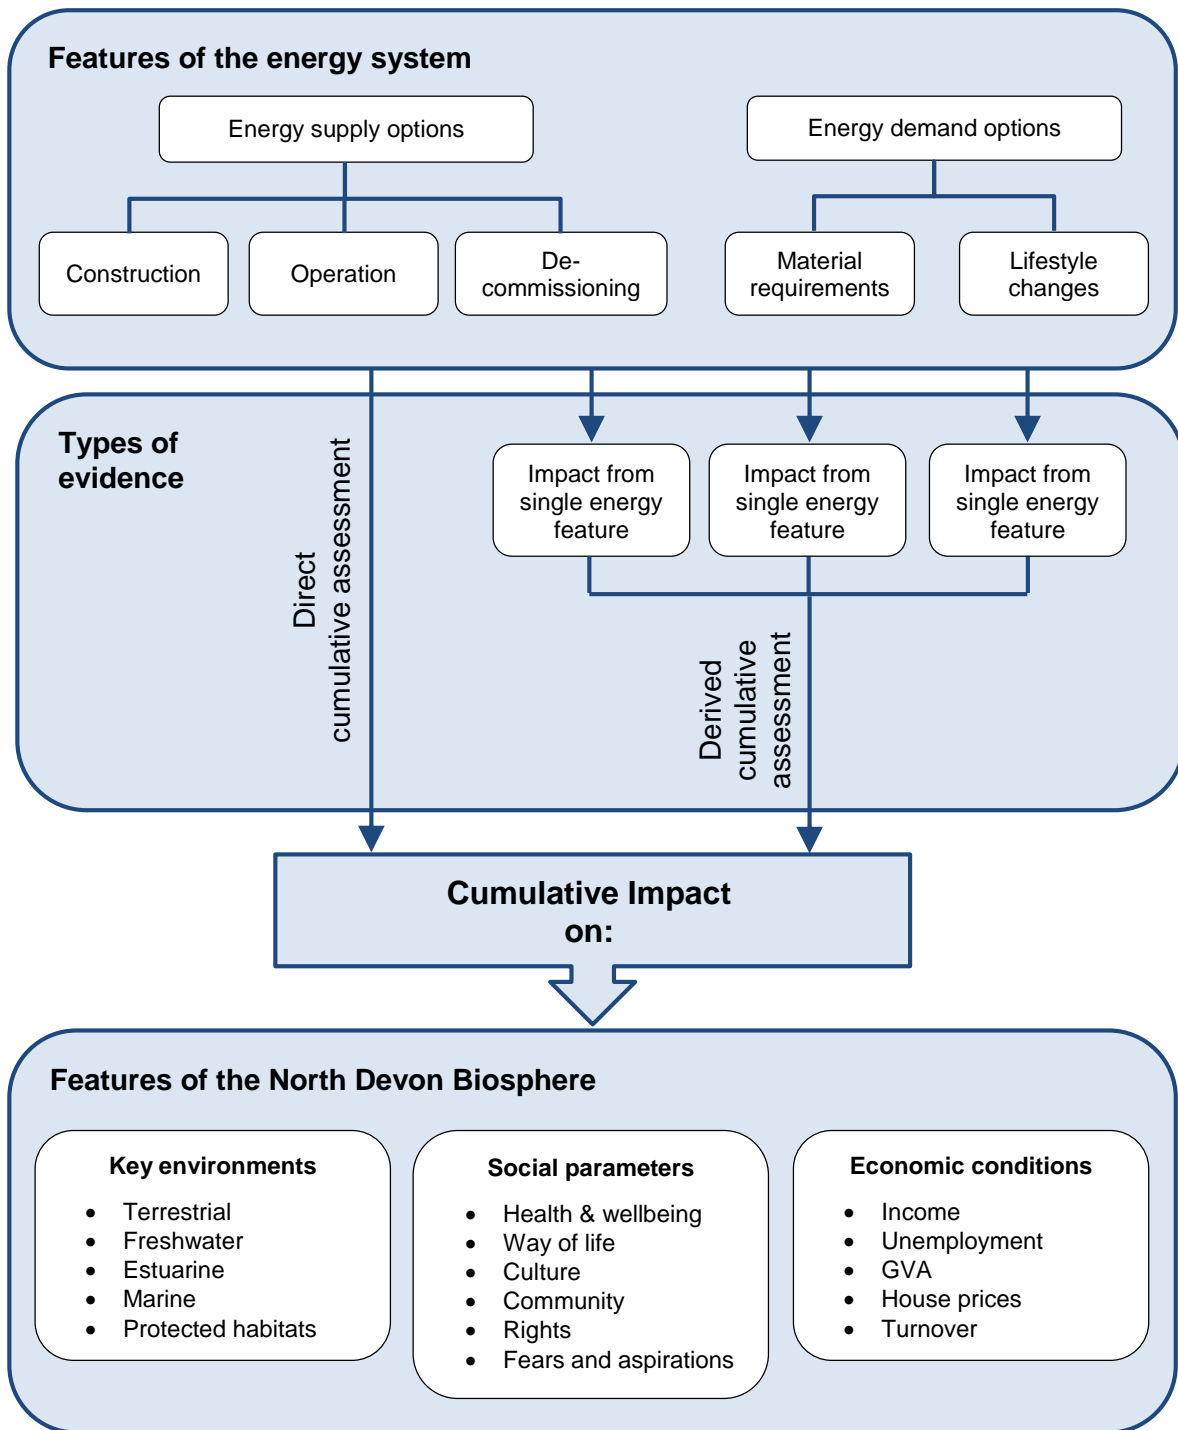 Features of the energy system
Energy supply options
Energy demand options
Construction
Operation
De-
commissioning
Material
requirements
Lifestyle
changes
Types of
evidence
Impact from
single energy
feature
Impact from
single energy
feature
Impact from
single energy
feature
Direct
cumulative assessment
Derived
cumulative
assessment
Cumulative Impact
on:
Features of the North Devon Biosphere
Key environments
• Terrestrial
• Freshwater
• Estuarine
• Marine
• Protected habitats
Social parameters
• Health & wellbeing
• Way of life
• Culture
• Community
• Rights
• Fears and aspirations
Economic conditions
• Income
• Unemployment
• GVA
• House prices
• Turnover